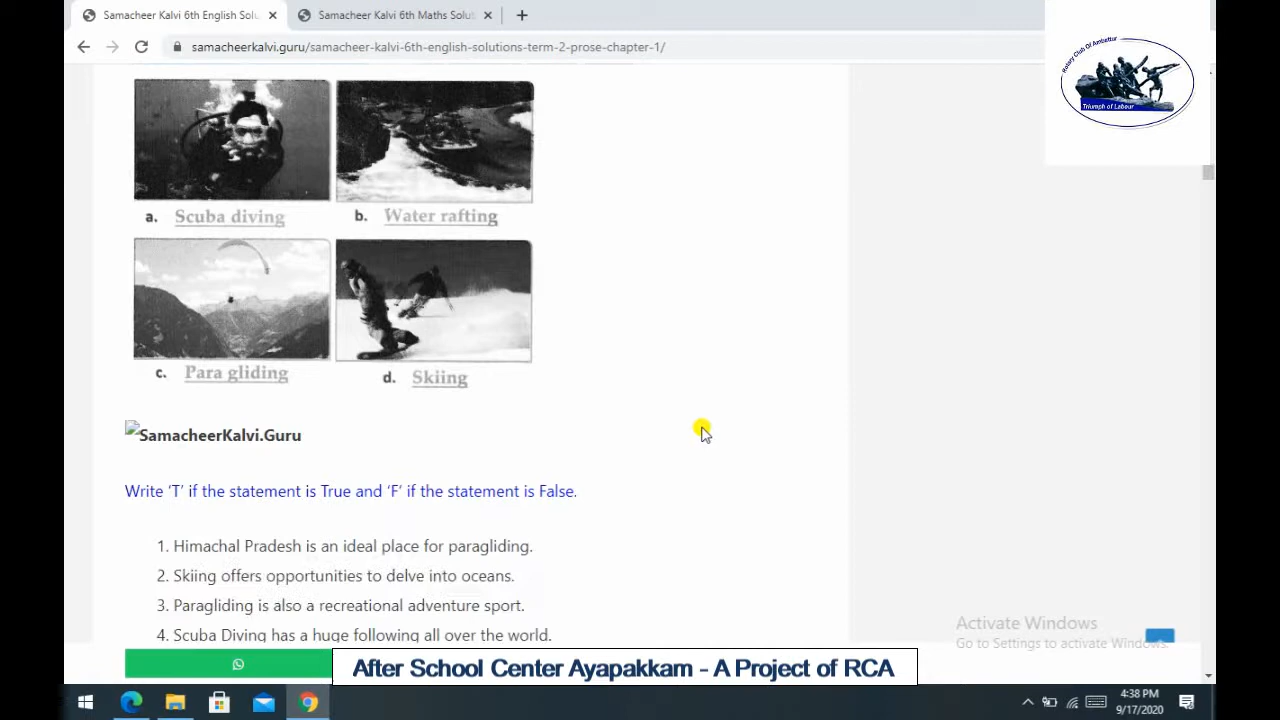 Samacheer Kalvi 6th English Solu
Samacheer Kalvi 6th Maths Solut
samacheerkalvi.guru/samacheer-kalvi-6th-english-solutions-term-2-prose-chapter-1/
Rotary Club Of Ambattur
Triumph of Labour
a. Scuba diving
b. Water rafting
c. Para gliding
d. Skiing
SamacheerKalvi.Guru
Write ‘T’ if the statement is True and ‘F’ if the statement is False.
1. Himachal Pradesh is an ideal place for paragliding.
2. Skiing offers opportunities to delve into oceans.
3. Paragliding is also a recreational adventure sport.
4. Scuba Diving has a huge following all over the world.
Activate Windows
Go to Settings to activate Windows.
After School Center Ayapakkam - A Project of RCA
4:38 PM
9/17/2020